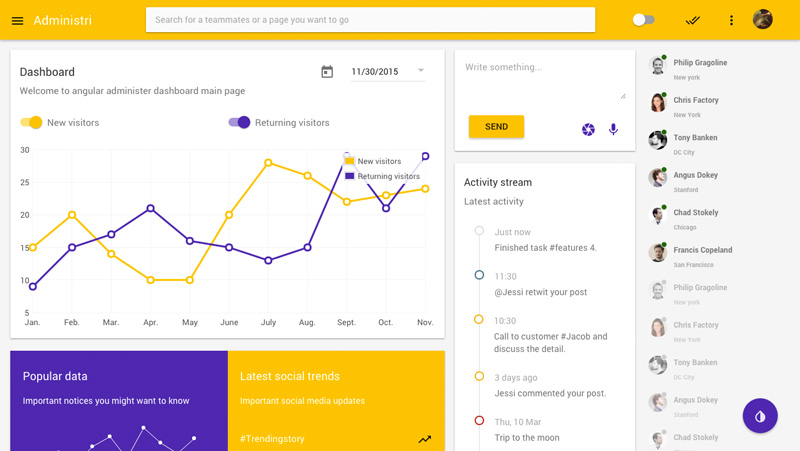 Administri
Search for a teammates or a page you want to go
Dashboard
11/30/2015
Welcome to angular administer dashboard main page
New visitors
Returning visitors
30
25
20
15
10
5
New visitors
Returning visitors
Jan.
Feb.
Mar.
Apr.
May
June
July
Aug.
Sept.
Oct.
Nov.
Popular data
Important notices you might want to know
Latest social trends
Important social media updates
#Trendingstory
Write something...
SEND
Activity stream
Latest activity
Just now
Finished task #features 4.
11:30
@Jessi retwit your post
10:30
Call to customer #Jacob and
discuss the detail.
3 days ago
Jessi commented your post.
Thu, 10 Mar
Trip to the moon
Philip Gragoline
New york
Chris Factory
New York
Tony Banken
DC City
Angus Dokey
Stanford
Chad Stokely
Chicago
Francis Copeland
San Francisco
Philip Gragoline
New york
Chris Factory
New York
Tony Banken
DC City
Angus Dokey
Stanford
Chad Stokely
Chicago